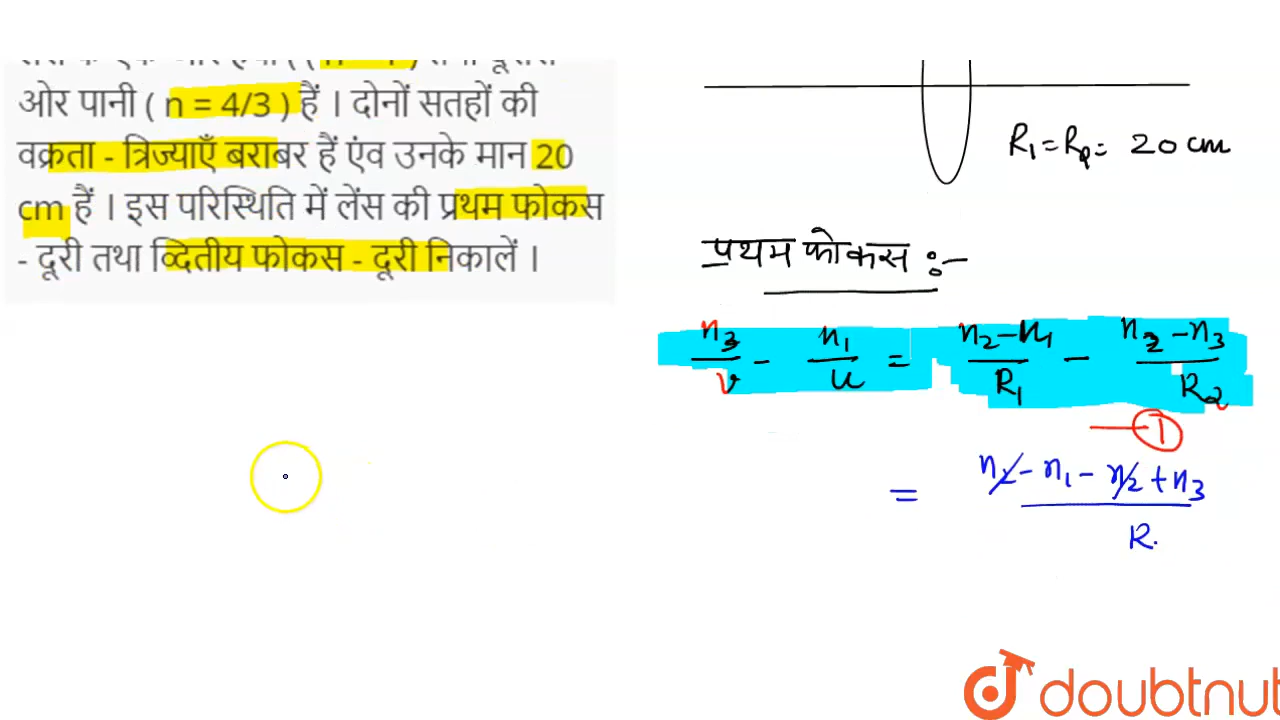 ओर पानी ( n = 4/3 ) हैं । दोनों सतहों की
वक्रता - त्रिज्याएँ बराबर हैं एंव उनके मान 20
cm हैं । इस परिस्थिति में लेंस की प्रथम फोकस
- दूरी तथा व्दितीय फोकस - दूरी निकालें ।
R₁ = R₂ = 20 cm
प्रथम फोकस :-
n₃/v - n₁/u = (n₂ - n₁)/R₁ - (n₂ - n₃)/R₂
— 1
= (n₂ - n₁ - n₂ + n₃)/R.
doubtnut